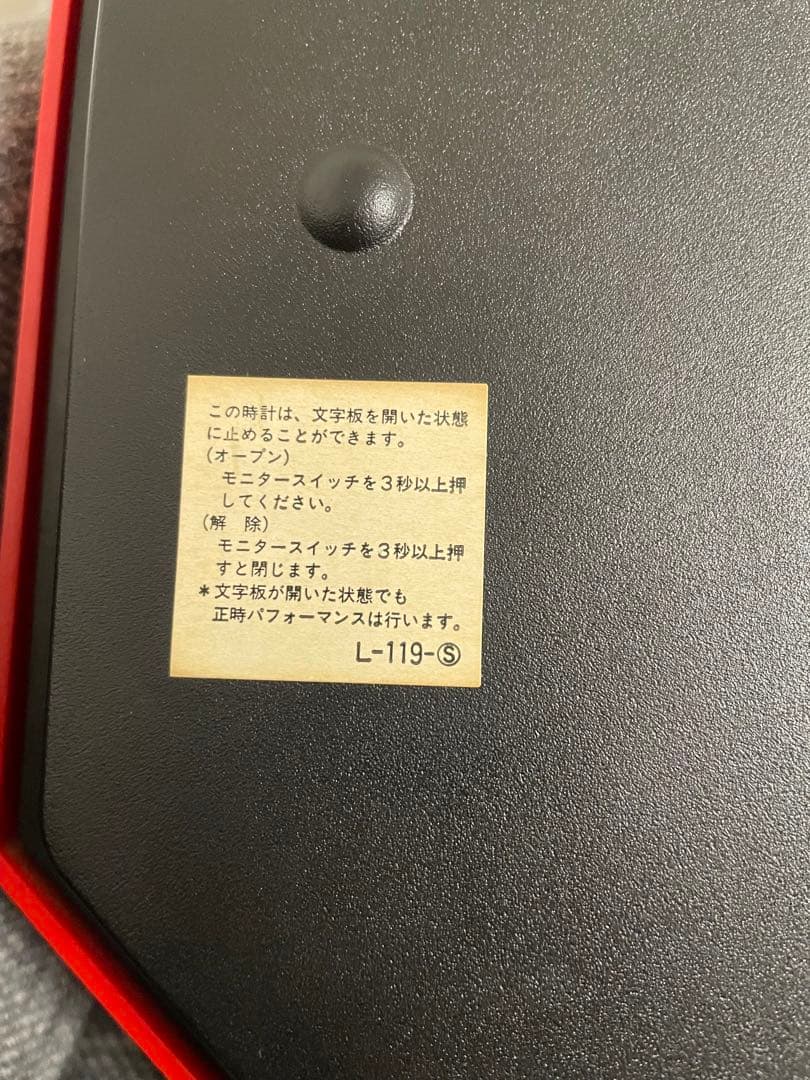 この時計は、文字板を開いた状態
に止めることができます。
(オープン)
モニタースイッチを3秒以上押
してください。
(解 除)
モニタースイッチを3秒以上押
すと閉じます。
*文字板が開いた状態でも
正時パフォーマンスは行います。
L-119-Ⓢ